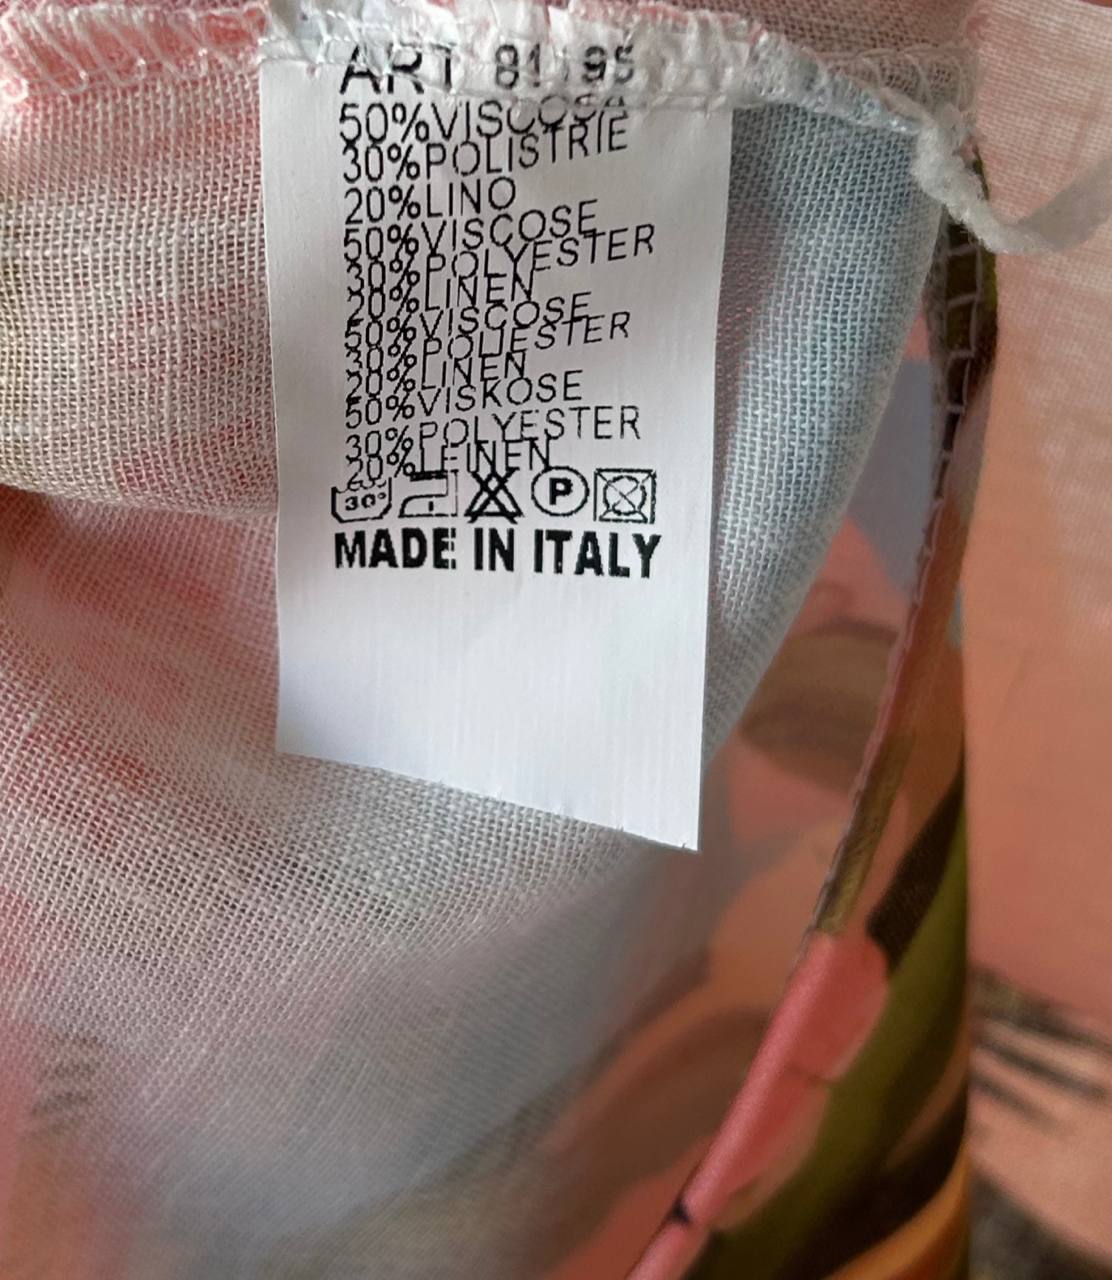 ART 81195
50%VISCOSA
30%POLISTRIE
20%LINO
50%VISCOSE
30%POLYESTER
20%LINEN
50%VISCOSE
30%POLIESTER
20%LINEN
50%VISKOSE
30%POLYESTER
20%LEINEN
30° P
MADE IN ITALY